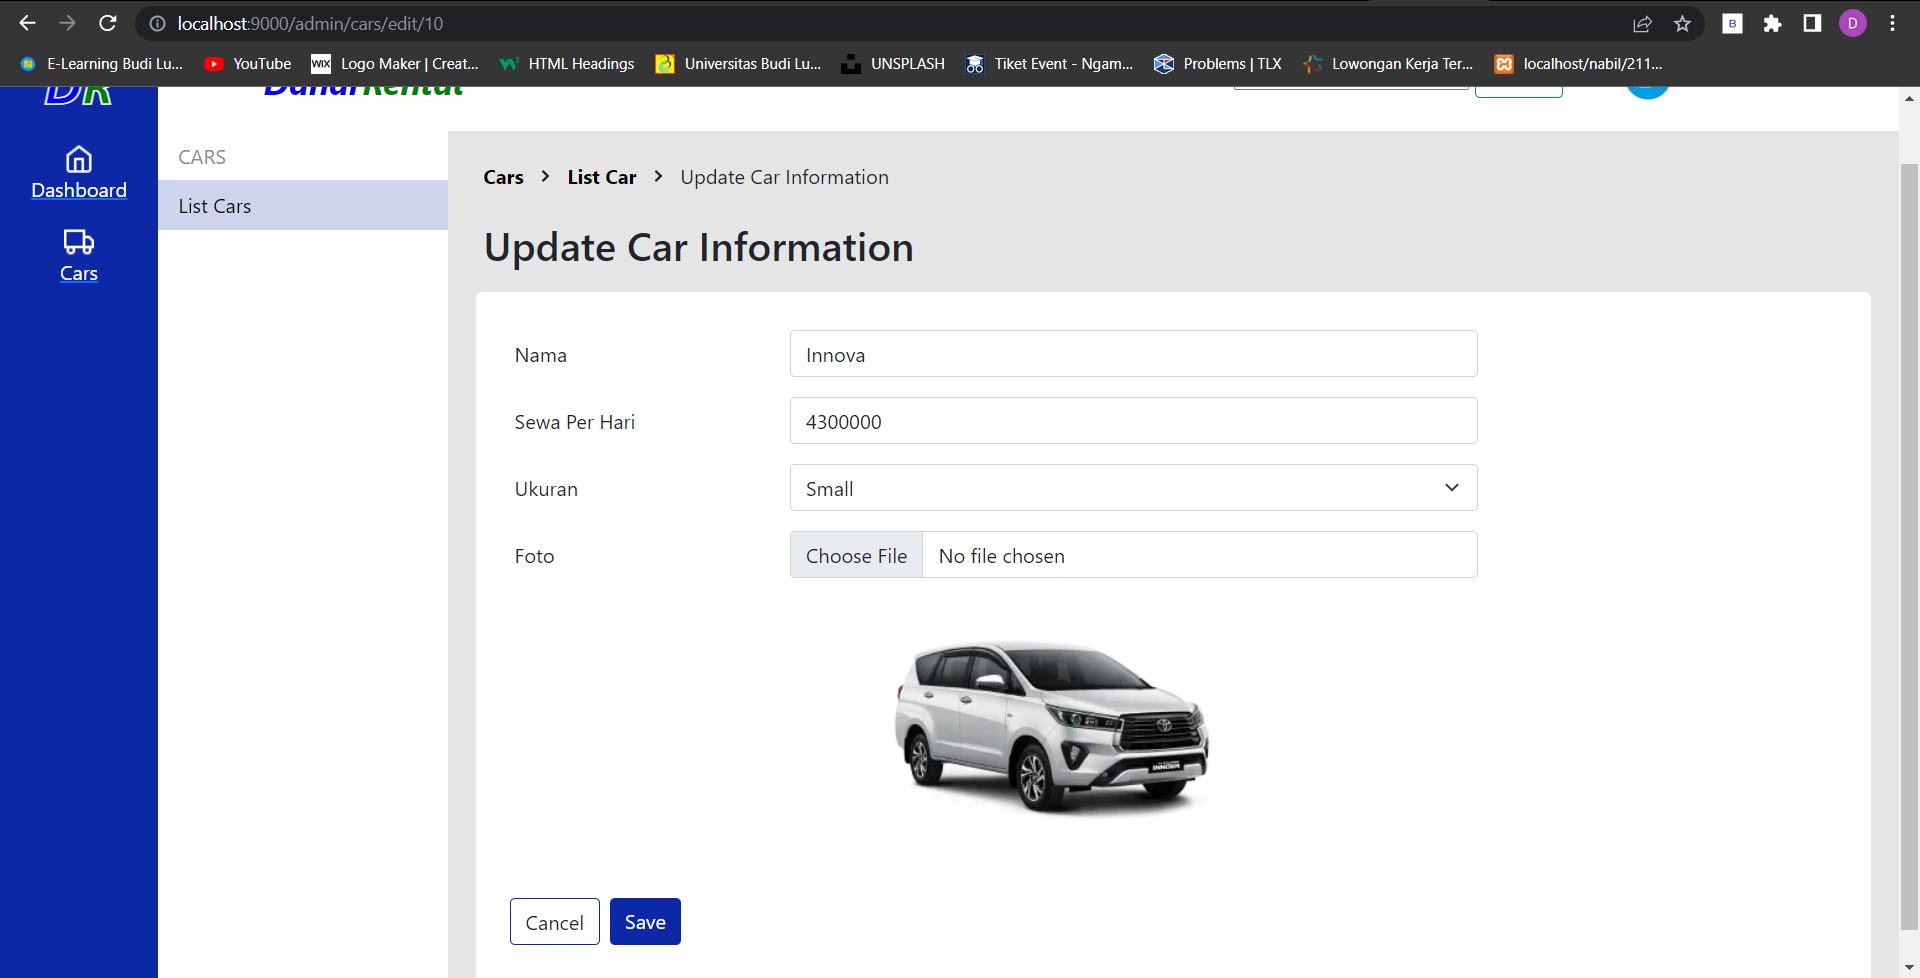 localhost:9000/admin/cars/edit/10
D
E-Learning Budi Lu...
YouTube
WIX Logo Maker | Creat...
HTML Headings
Universitas Budi Lu...
UNSPLASH
Tiket Event - Ngam...
Problems | TLX
Lowongan Kerja Ter...
localhost/nabil/211...
DR
Dashboard
Cars
CARS
List Cars
Cars > List Car > Update Car Information
Update Car Information
Nama
Innova
Sewa Per Hari
4300000
Ukuran
Small
Foto
Choose File No file chosen
INNOVA
Cancel
Save